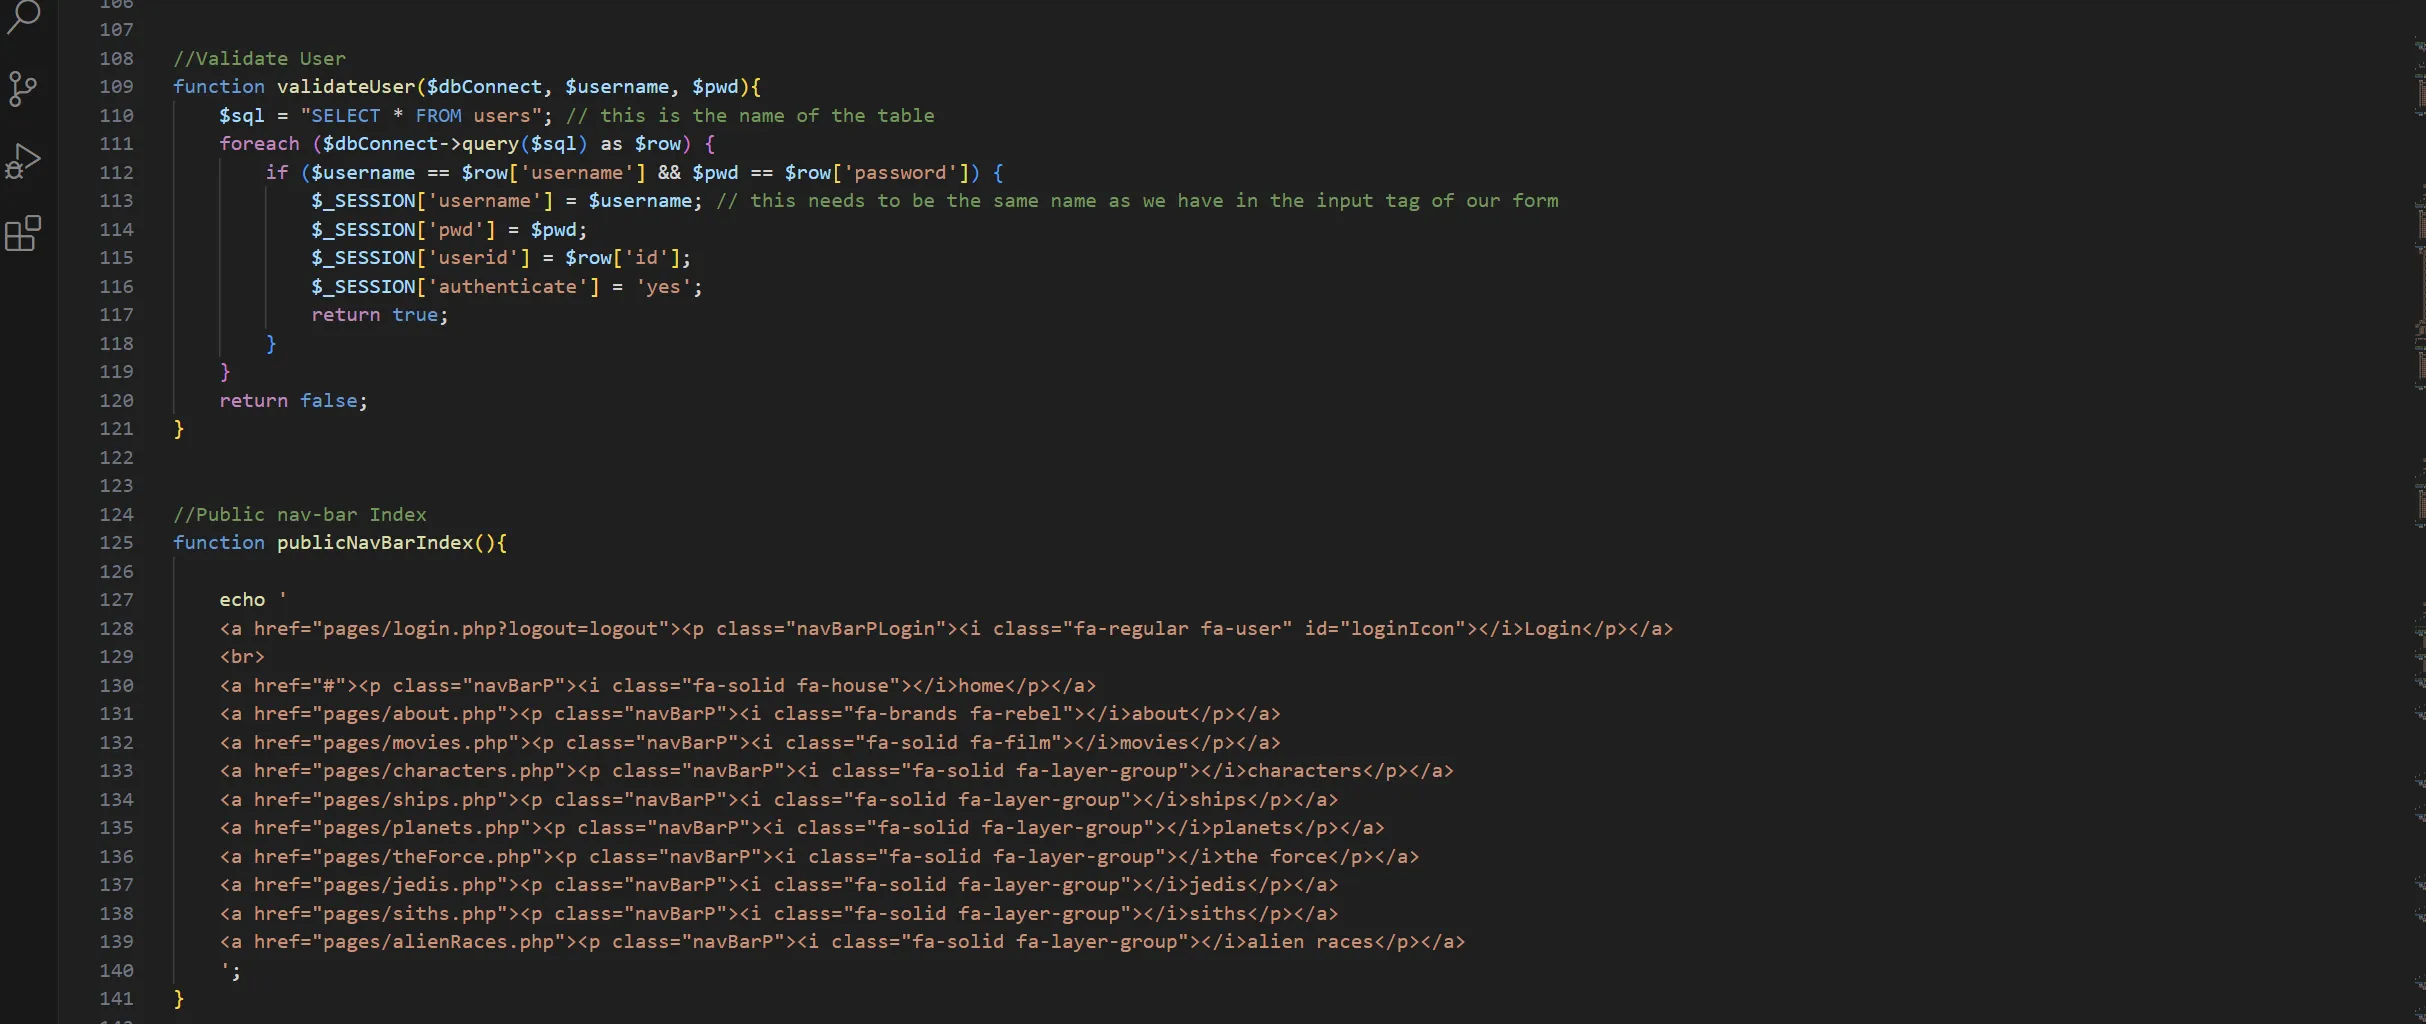 106
107
108 //Validate User
109 function validateUser($dbConnect, $username, $pwd){
110     $sql = "SELECT * FROM users"; // this is the name of the table
111     foreach ($dbConnect->query($sql) as $row) {
112         if ($username == $row['username'] && $pwd == $row['password']) {
113             $_SESSION['username'] = $username; // this needs to be the same name as we have in the input tag of our form
114             $_SESSION['pwd'] = $pwd;
115             $_SESSION['userid'] = $row['id'];
116             $_SESSION['authenticate'] = 'yes';
117             return true;
118         }
119     }
120     return false;
121 }
122
123
124 //Public nav-bar Index
125 function publicNavBarIndex(){
126
127     echo '
128     <a href="pages/login.php?logout=logout"><p class="navBarPLogin"><i class="fa-regular fa-user" id="loginIcon"></i>Login</p></a>
129     <br>
130     <a href="#"><p class="navBarP"><i class="fa-solid fa-house"></i>home</p></a>
131     <a href="pages/about.php"><p class="navBarP"><i class="fa-brands fa-rebel"></i>about</p></a>
132     <a href="pages/movies.php"><p class="navBarP"><i class="fa-solid fa-film"></i>movies</p></a>
133     <a href="pages/characters.php"><p class="navBarP"><i class="fa-solid fa-layer-group"></i>characters</p></a>
134     <a href="pages/ships.php"><p class="navBarP"><i class="fa-solid fa-layer-group"></i>ships</p></a>
135     <a href="pages/planets.php"><p class="navBarP"><i class="fa-solid fa-layer-group"></i>planets</p></a>
136     <a href="pages/theForce.php"><p class="navBarP"><i class="fa-solid fa-layer-group"></i>the force</p></a>
137     <a href="pages/jedis.php"><p class="navBarP"><i class="fa-solid fa-layer-group"></i>jedis</p></a>
138     <a href="pages/siths.php"><p class="navBarP"><i class="fa-solid fa-layer-group"></i>siths</p></a>
139     <a href="pages/alienRaces.php"><p class="navBarP"><i class="fa-solid fa-layer-group"></i>alien races</p></a>
140     ';
141 }